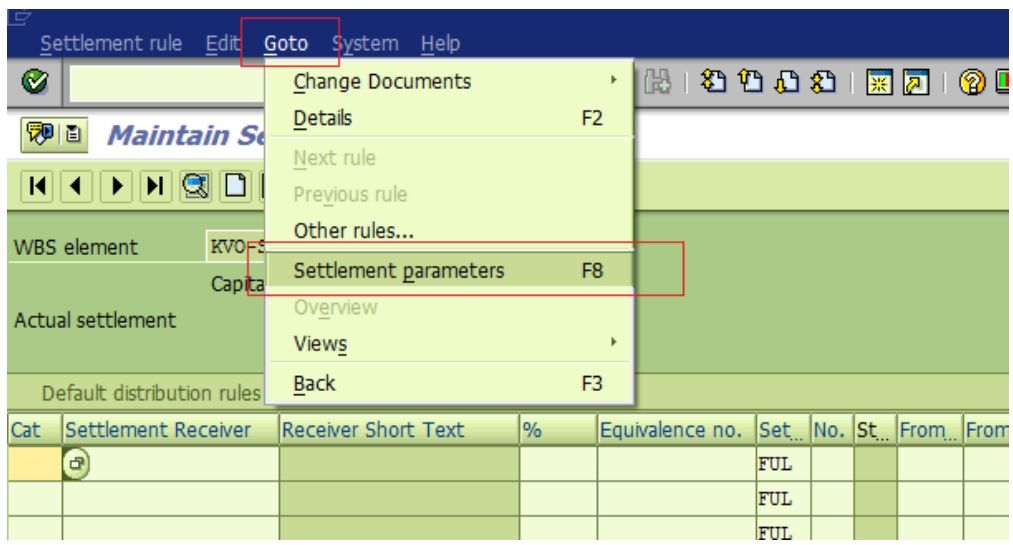 Settlement rule Edit Goto System Help
Change Documents
Details F2
Maintain Se
Next rule
Previous rule
Other rules...
WBS element KVO-S
Settlement parameters F8
Capita
Overview
Actual settlement
Views
Back F3
Default distribution rules
Cat Settlement Receiver Receiver Short Text % Equivalence no. Set... No. St... From... From
FUL
FUL
FUL